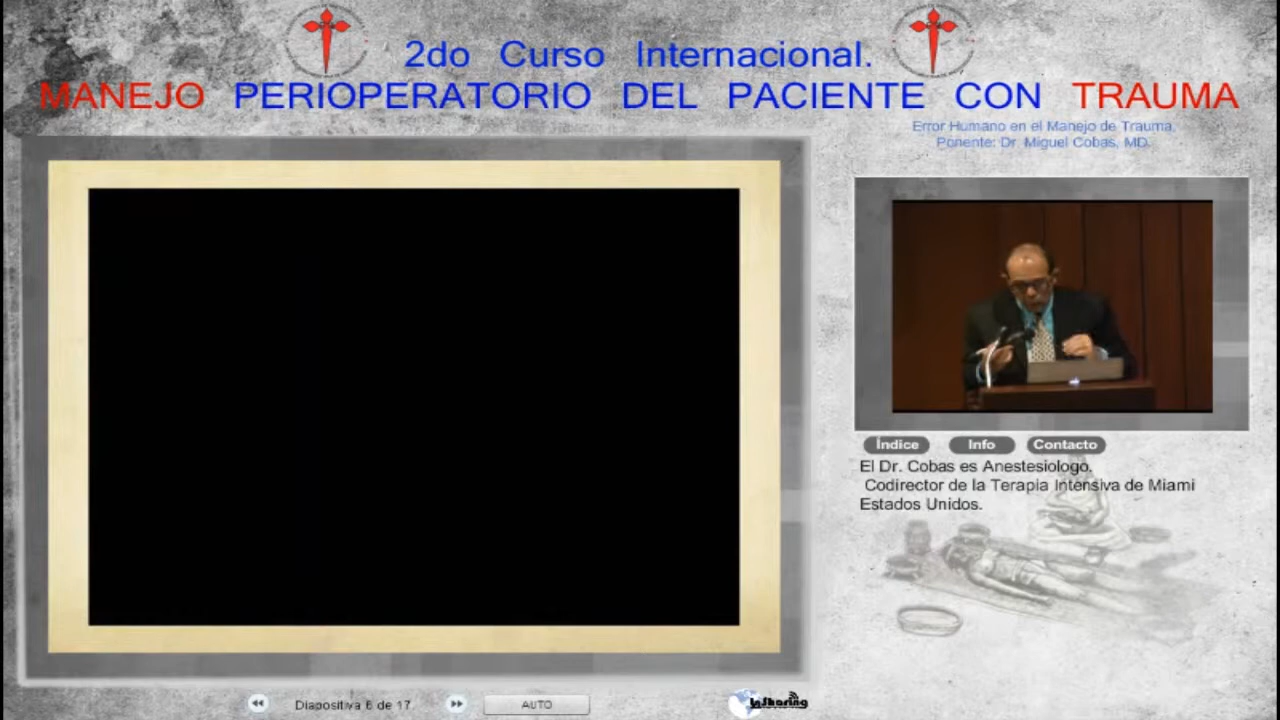 2do Curso Internacional.
MANEJO PERIOPERATORIO DEL PACIENTE CON TRAUMA
Error Humano en el Manejo de Trauma.
Ponente: Dr. Miguel Cobas, MD.
Índice Info Contacto
El Dr. Cobas es Anestesiologo.
Codirector de la Terapia Intensiva de Miami
Estados Unidos.
Diapositiva 6 de 17
AUTO
InSharing